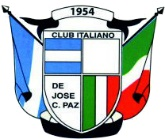 1954
CLUB ITALIANO
DE
JOSE
C. PAZ